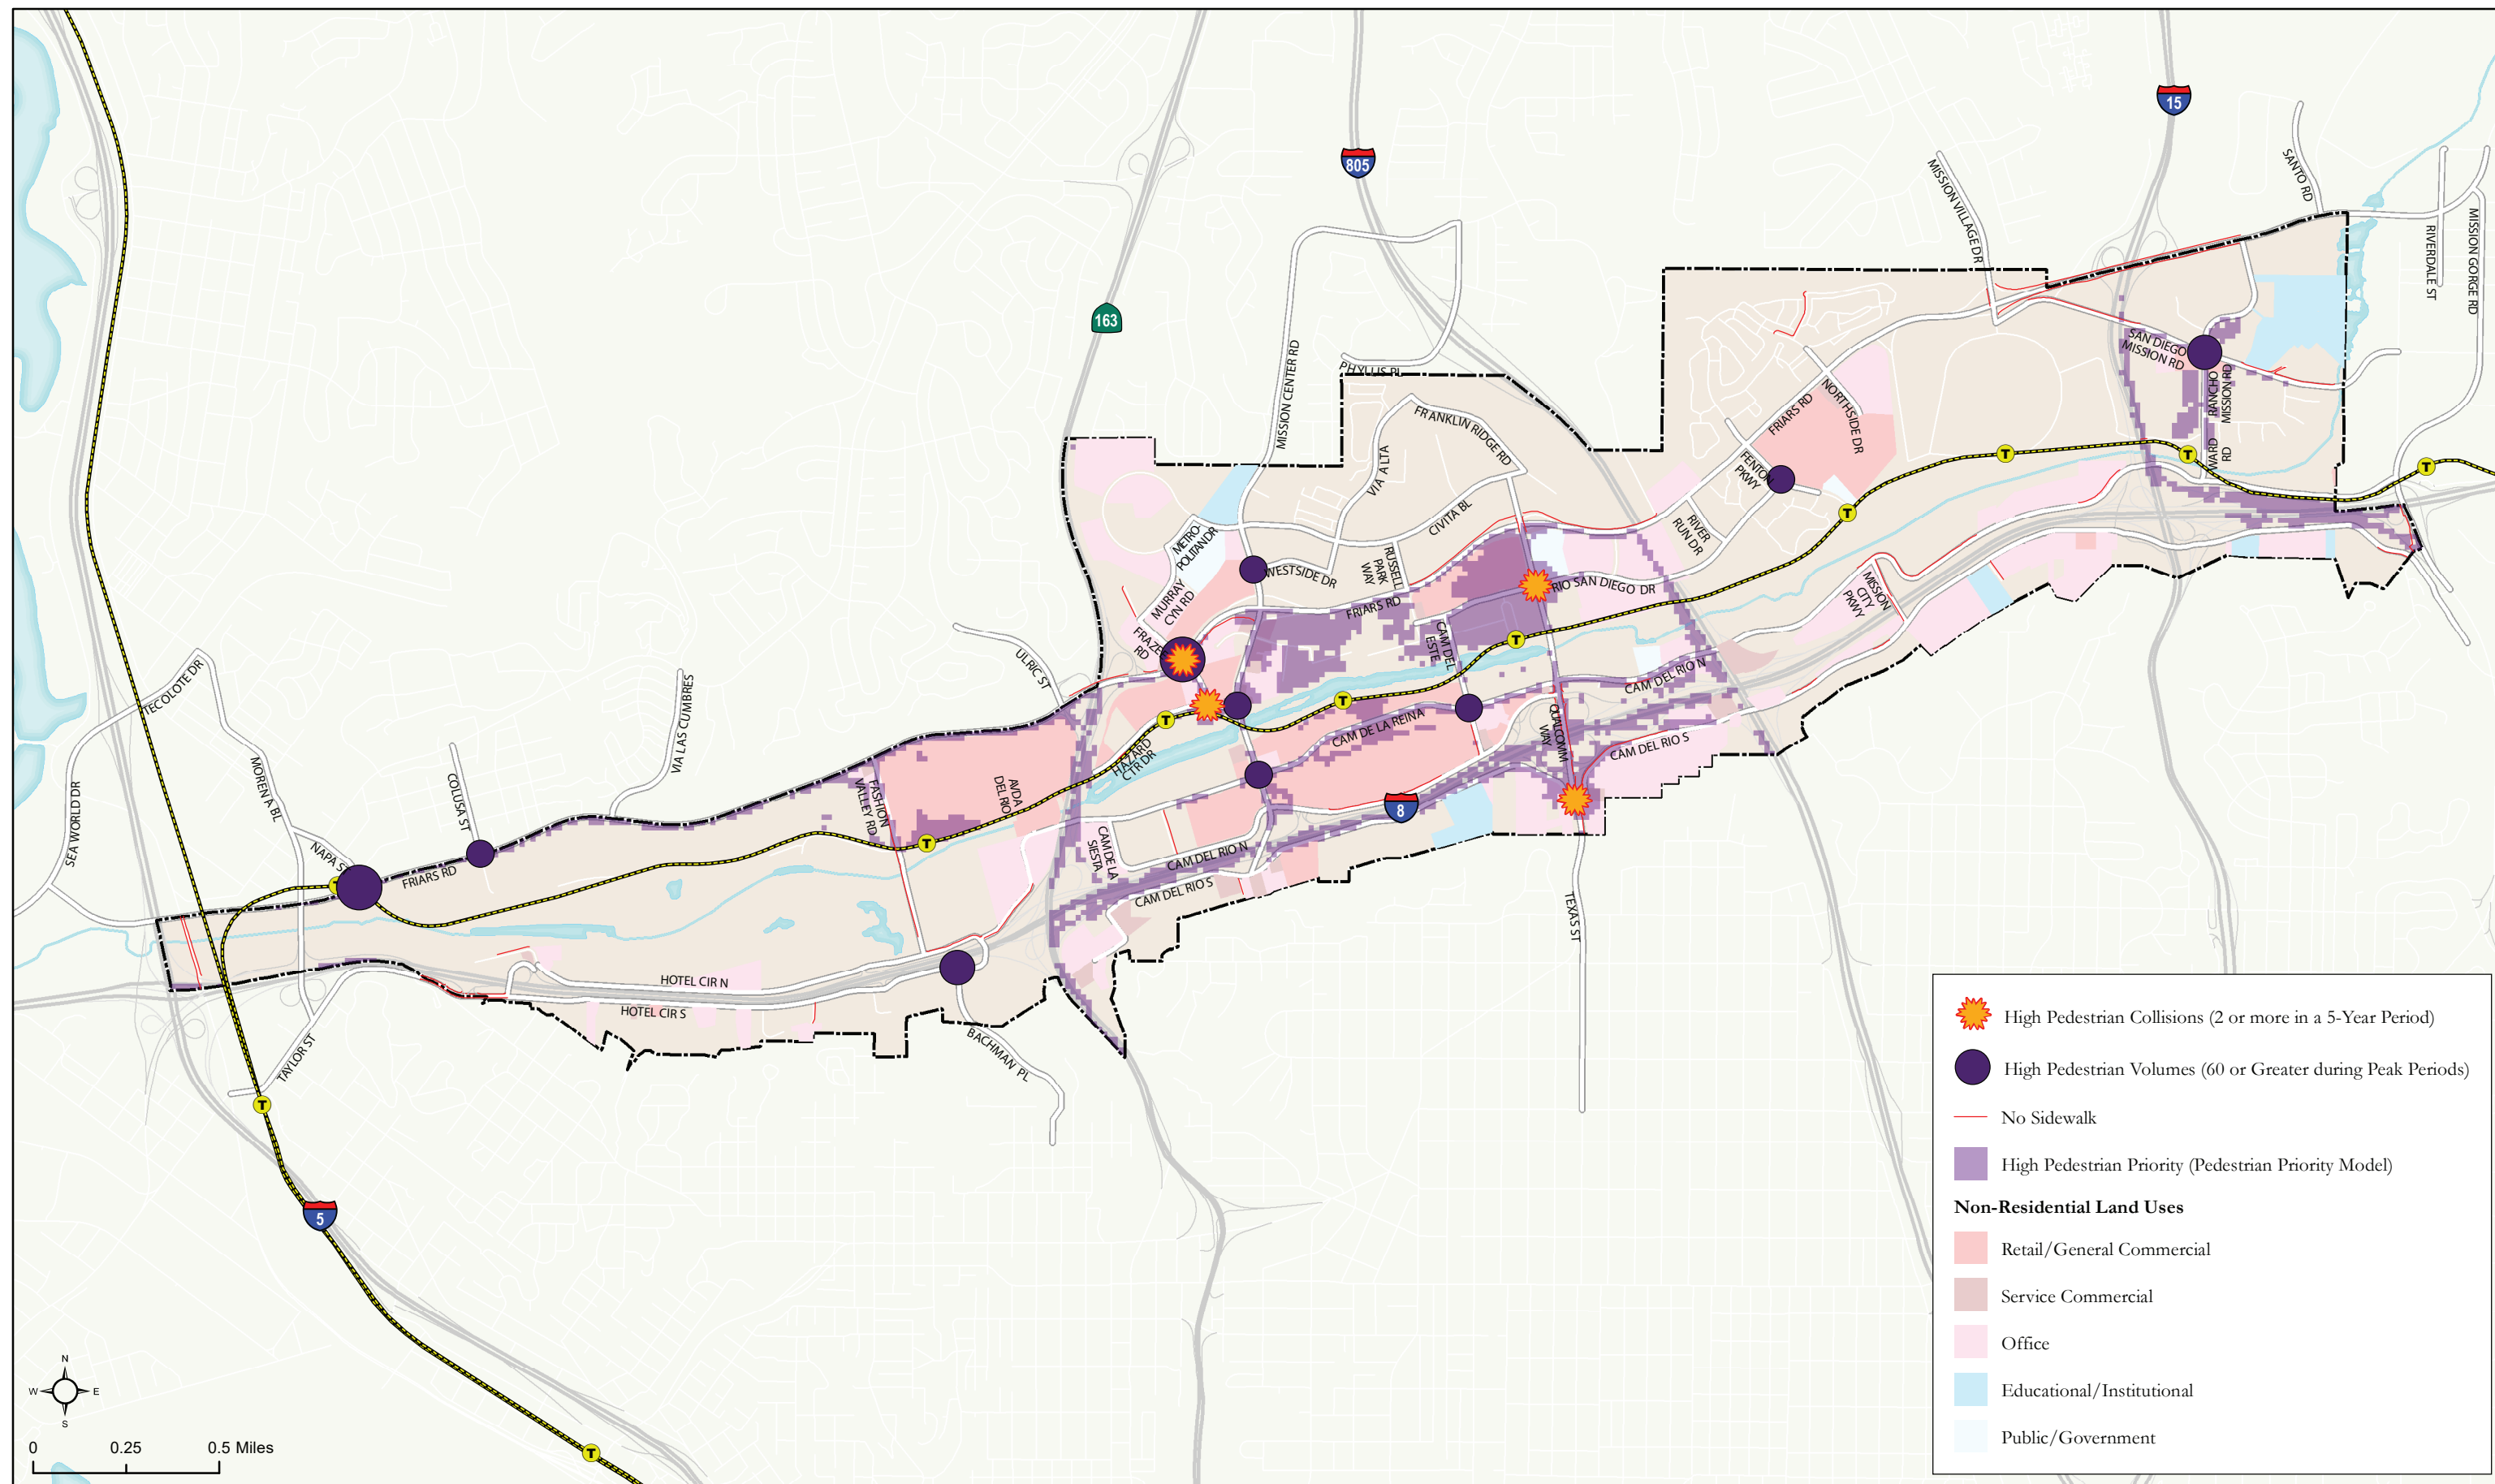 15
805
SANTO RD
MISSION VILLAGE DR
RIVERDALE ST
MISSION GORGE RD
163
SAN DIEGO
MISSION RD
MISSION CENTER RD
PHYLLIS PL
RANCHO
MISSION RD
FRANKLIN RIDGE RD
NORTHSIDE DR
FRIARS RD
VIA ALTA
WARD
RD
FENTON
PKWY
T
T
T
T
CIVITA BL
METRO-
POLITAN DR
RIVER
RUN DR
RUSSELL
PARK
WAY
WESTSIDE DR
MURRAY
CYN RD
RIO SAN DIEGO DR
MISSION
CITY
PKWY
FRIARS RD
FRAZEE
RD
CAM DEL
ESTE
T
ULRIC ST
CAM DEL RIO N
TECOLOTE DR
VIA LAS CUMBRES
T
T
CAM DE LA REINA
QUALCOMM
WAY
CAM DEL RIO S
HAZARD
CTR DR
SEA WORLD DR
MORENA BL
COLUSA ST
FASHION
VALLEY RD
AVDA
DEL RIO
8
T
NAPA ST
T
FRIARS RD
CAM DE LA
SIESTA
CAM DEL RIO N
CAM DEL RIO S
TEXAS ST
HOTEL CIR N
HOTEL CIR S
TAYLOR ST
BACHMAN PL
T
5
T
High Pedestrian Collisions (2 or more in a 5-Year Period)
High Pedestrian Volumes (60 or Greater during Peak Periods)
No Sidewalk
High Pedestrian Priority (Pedestrian Priority Model)
Non-Residential Land Uses
Retail/General Commercial
Service Commercial
Office
Educational/Institutional
Public/Government
N
W E
S
0 0.25 0.5 Miles